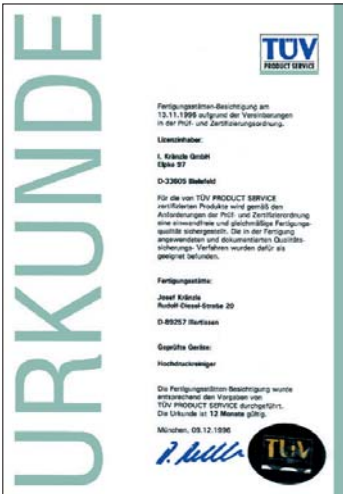 URKUNDE
TÜV
PRODUCT SERVICE
Fertigungsstätten-Besichtigung am
13.11.1996 aufgrund der Vereinbarungen
in der Prüf- und Zertifizierungsordnung.
Lizenzinhaber:
I. Kränzle GmbH
Elpke 97
D-33605 Bielefeld
Für die von TÜV PRODUCT SERVICE
zertifizierten Produkte wird gemäß den
Anforderungen der Prüf- und Zertifiziererordnung
eine einwandfreie und gleichmäßige Fertigungs-
qualität sichergestellt. Die in der Fertigung
angewendeten und dokumentierten Qualitäts-
sicherungs- Verfahren wurden dafür als
geeignet befunden.
Fertigungsstätte:
Josef Kränzle
Rudolf-Diesel-Straße 20
D-89257 Illertissen
Geprüfte Geräte:
Hochdruckreiniger
Die Fertigungsstätten-Besichtigung wurde
entsprechend den Vorgaben von
TÜV PRODUCT SERVICE durchgeführt.
Die Urkunde ist 12 Monate gültig.
München, 09.12.1996
TÜV